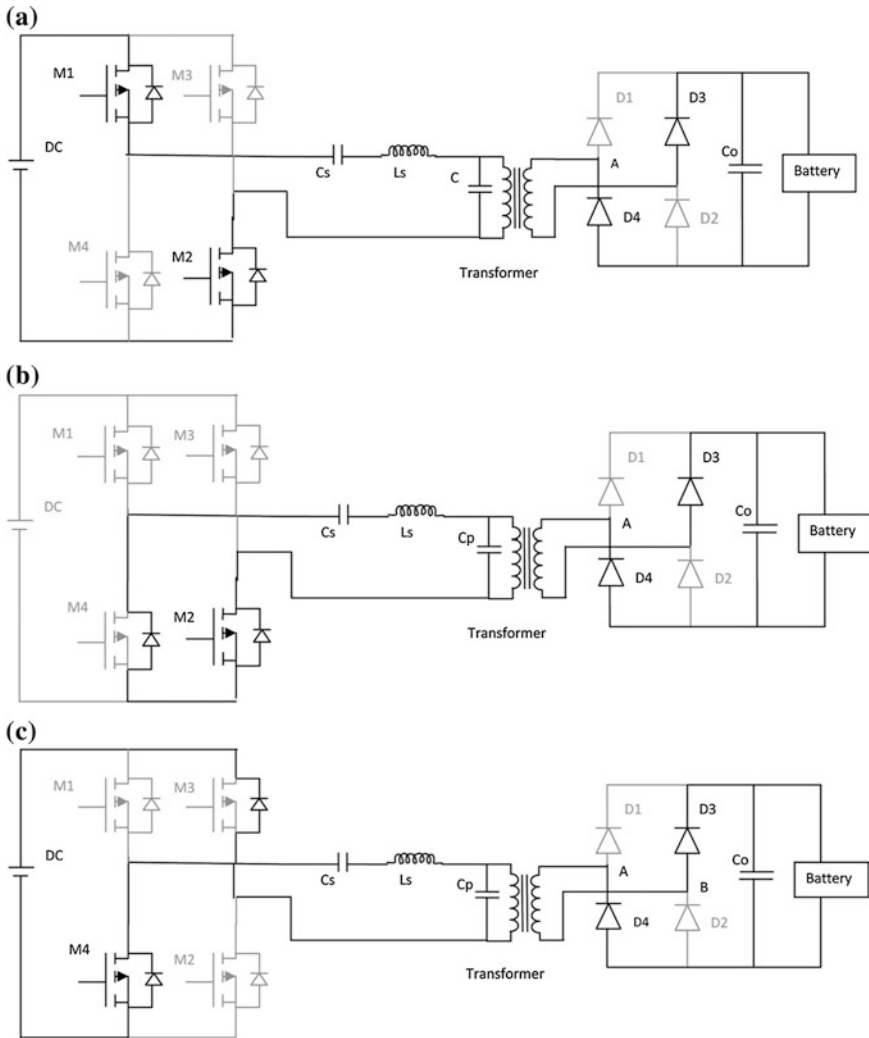 (a)
M1
M3
DC
Cs
Ls
C
M4
M2
Transformer
D1
D3
A
D4
D2
Co
Battery
(b)
M1
M3
DC
Cs
Ls
Cp
M4
M2
Transformer
D1
D3
A
D4
D2
Co
Battery
(c)
M1
M3
DC
Cs
Ls
Cp
M4
M2
Transformer
D1
D3
A
B
D4
D2
Co
Battery